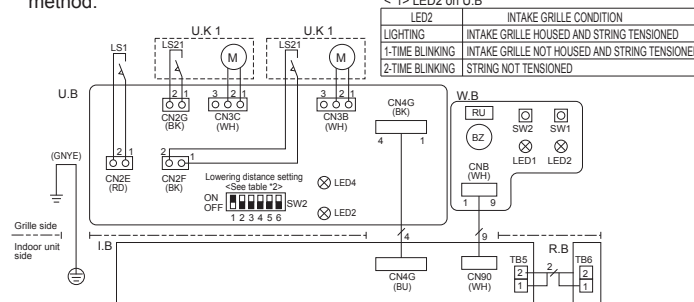 method.
<*1> LED2 on U.B
LED2 INTAKE GRILLE CONDITION
LIGHTING INTAKE GRILLE HOUSED AND STRING TENSIONED
1-TIME BLINKING INTAKE GRILLE NOT HOUSED AND STRING TENSIONE
2-TIME BLINKING STRING NOT TENSIONED
U.K 1 U.K 1
LS1 LS21 M LS21 M
U.B
2 1 3 2 1 3 2 1
CN2G
(BK)
CN3C
(WH)
CN3B
(WH)
CN4G
(BK)
4 1
W.B
RU
BZ
SW2 SW1
LED1 LED2
CNB
(WH)
1 9
(GNYE)
2 1
CN2E
(RD)
2 1
CN2F
(BK)
Lowering distance setting
<See table *2>
ON
OFF
SW2
1 2 3 4 5 6
LED4
LED2
Grille side
Indoor unit
side
I.B
4
CN4G
(BU)
9
CN90
(WH)
R.B
TB5
2
1
2
TB6
2
1